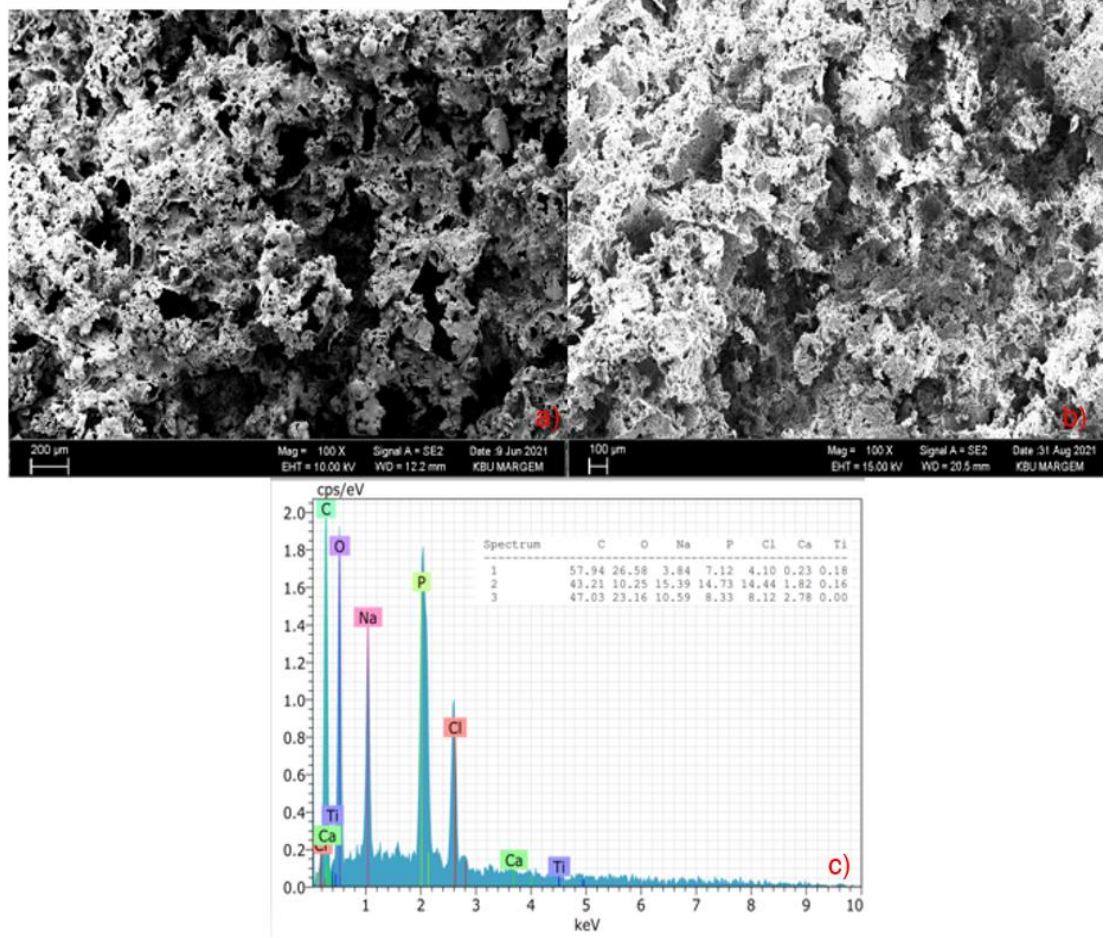 a)
b)
200 µm
Mag = 100 X Signal A = SE2 Date :9 Jun 2021
EHT = 10.00 kV WD = 12.2 mm KBU MARGEM
100 µm
Mag = 100 X Signal A = SE2 Date :31 Aug 2021
EHT = 15.00 kV WD = 20.5 mm KBU MARGEM
cps/eV
C
O
P
Na
Cl
Ti
Ca
Ca
Ti
Spectrum C O Na P Cl Ca Ti
1 57.94 26.58 3.84 7.12 4.10 0.23 0.18
2 43.21 10.25 15.39 14.73 14.44 1.82 0.16
3 47.03 23.16 10.59 8.33 8.12 2.78 0.00
2.0
1.8
1.6
1.4
1.2
1.0
0.8
0.6
0.4
0.2
0.0
c)
1 2 3 4 5 6 7 8 9 10
keV